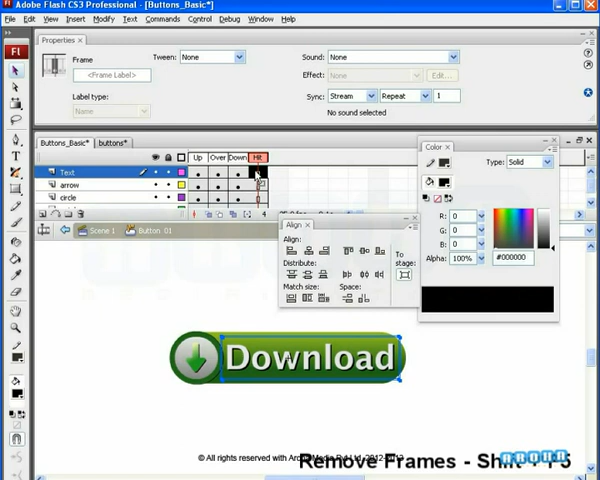 Adobe Flash CS3 Professional - [Buttons_Basic*]
File Edit View Insert Modify Text Commands Control Debug Window Help
Properties
Frame
<Frame Label>
Label type:
Name
Tween: None
Sound: None
Effect: None Edit...
Sync: Stream Repeat 1
No sound selected
Buttons_Basic* buttons*
Up Over Down Hit
Text
arrow
circle
4
Scene 1 Button 01
Align
Align:
Distribute:
Match size: Space:
To stage:
Color
Type: Solid
R: 0
G: 0
B: 0
Alpha: 100% #000000
Download
© All rights reserved with
Remove Frames - Shift + F5